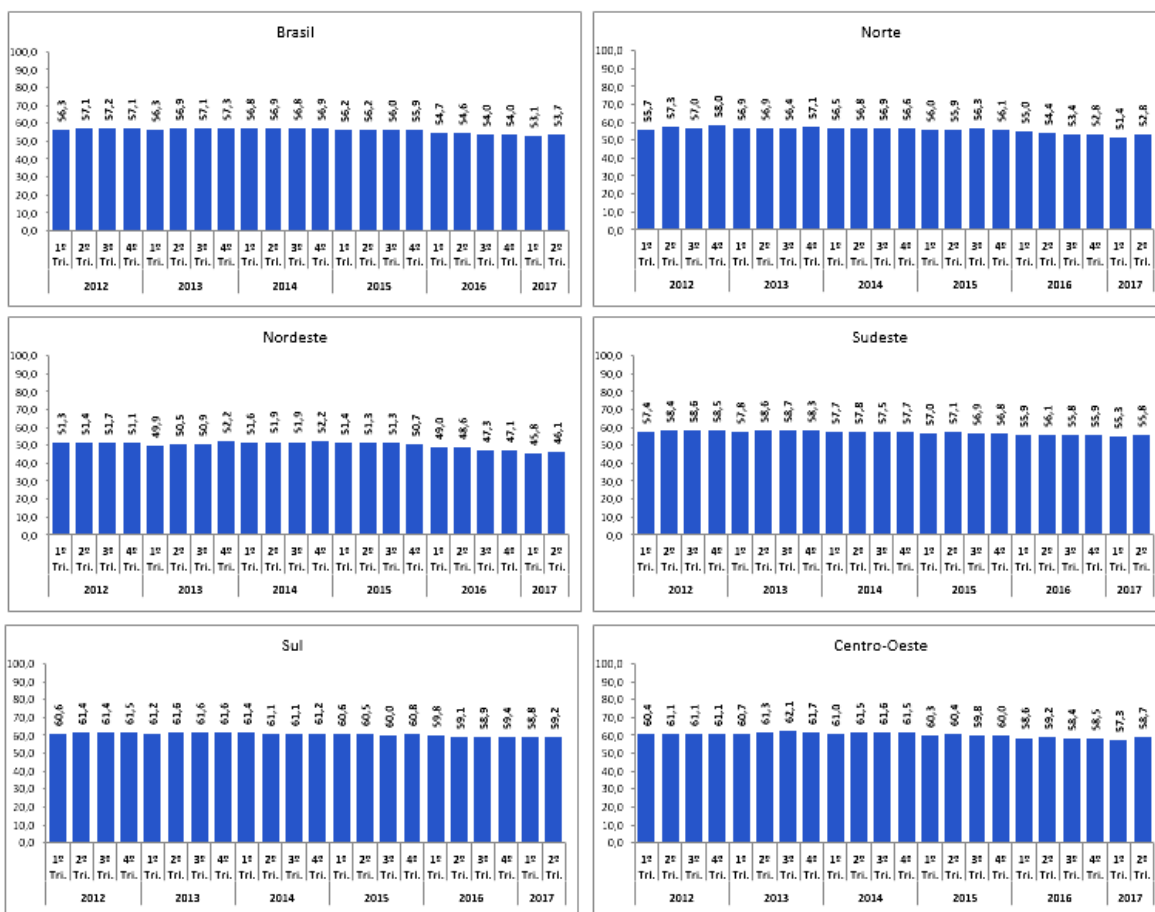 Brasil
100,0
90,0
80,0
70,0
60,0
50,0
40,0
30,0
20,0
10,0
0,0
56,3 57,1 57,2 57,1 56,3 56,9 57,1 57,3 56,8 56,9 56,8 56,9 56,2 56,2 56,0 55,9 54,7 54,6 54,0 54,0 53,1 53,7
1º 2º 3º 4º 1º 2º 3º 4º 1º 2º 3º 4º 1º 2º 3º 4º 1º 2º 3º 4º 1º 2º
Tri. Tri. Tri. Tri. Tri. Tri. Tri. Tri. Tri. Tri. Tri. Tri. Tri. Tri. Tri. Tri. Tri. Tri. Tri. Tri. Tri. Tri.
2012 2013 2014 2015 2016 2017
Norte
100,0
90,0
80,0
70,0
60,0
50,0
40,0
30,0
20,0
10,0
0,0
55,7 57,3 57,0 58,0 56,9 56,9 56,4 57,1 56,5 56,8 56,9 56,6 56,0 55,9 56,3 56,1 55,0 54,4 53,4 52,8 51,4 52,8
1º 2º 3º 4º 1º 2º 3º 4º 1º 2º 3º 4º 1º 2º 3º 4º 1º 2º 3º 4º 1º 2º
Tri. Tri. Tri. Tri. Tri. Tri. Tri. Tri. Tri. Tri. Tri. Tri. Tri. Tri. Tri. Tri. Tri. Tri. Tri. Tri. Tri. Tri.
2012 2013 2014 2015 2016 2017
Nordeste
100,0
90,0
80,0
70,0
60,0
50,0
40,0
30,0
20,0
10,0
0,0
51,3 51,4 51,7 51,1 49,9 50,5 50,9 52,2 51,6 51,9 51,9 52,2 51,4 51,3 51,3 50,7 49,0 48,6 47,3 47,1 45,8 46,1
1º 2º 3º 4º 1º 2º 3º 4º 1º 2º 3º 4º 1º 2º 3º 4º 1º 2º 3º 4º 1º 2º
Tri. Tri. Tri. Tri. Tri. Tri. Tri. Tri. Tri. Tri. Tri. Tri. Tri. Tri. Tri. Tri. Tri. Tri. Tri. Tri. Tri. Tri.
2012 2013 2014 2015 2016 2017
Sudeste
100,0
90,0
80,0
70,0
60,0
50,0
40,0
30,0
20,0
10,0
0,0
57,4 58,4 58,6 58,5 57,8 58,6 58,7 58,3 57,7 57,8 57,5 57,7 57,0 57,1 56,9 56,8 55,9 56,1 55,8 55,9 55,3 55,8
1º 2º 3º 4º 1º 2º 3º 4º 1º 2º 3º 4º 1º 2º 3º 4º 1º 2º 3º 4º 1º 2º
Tri. Tri. Tri. Tri. Tri. Tri. Tri. Tri. Tri. Tri. Tri. Tri. Tri. Tri. Tri. Tri. Tri. Tri. Tri. Tri. Tri. Tri.
2012 2013 2014 2015 2016 2017
Sul
100,0
90,0
80,0
70,0
60,0
50,0
40,0
30,0
20,0
10,0
0,0
60,6 61,4 61,4 61,5 61,2 61,6 61,6 61,6 61,4 61,1 61,1 61,2 60,6 60,5 60,0 60,8 59,8 59,1 58,9 59,4 58,8 59,2
1º 2º 3º 4º 1º 2º 3º 4º 1º 2º 3º 4º 1º 2º 3º 4º 1º 2º 3º 4º 1º 2º
Tri. Tri. Tri. Tri. Tri. Tri. Tri. Tri. Tri. Tri. Tri. Tri. Tri. Tri. Tri. Tri. Tri. Tri. Tri. Tri. Tri. Tri.
2012 2013 2014 2015 2016 2017
Centro-Oeste
100,0
90,0
80,0
70,0
60,0
50,0
40,0
30,0
20,0
10,0
0,0
60,4 61,1 61,1 61,1 60,7 61,3 62,1 61,7 61,0 61,5 61,6 61,5 60,3 60,4 59,8 60,0 58,6 59,2 58,4 58,5 57,3 58,7
1º 2º 3º 4º 1º 2º 3º 4º 1º 2º 3º 4º 1º 2º 3º 4º 1º 2º 3º 4º 1º 2º
Tri. Tri. Tri. Tri. Tri. Tri. Tri. Tri. Tri. Tri. Tri. Tri. Tri. Tri. Tri. Tri. Tri. Tri. Tri. Tri. Tri. Tri.
2012 2013 2014 2015 2016 2017